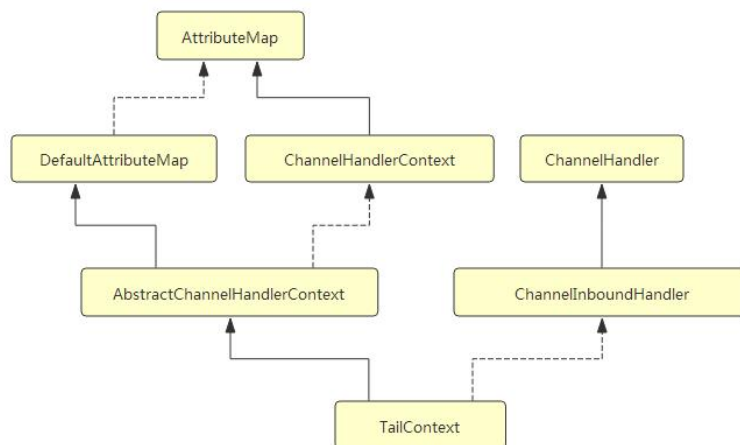 AttributeMap
DefaultAttributeMap
ChannelHandlerContext
ChannelHandler
AbstractChannelHandlerContext
ChannelInboundHandler
TailContext